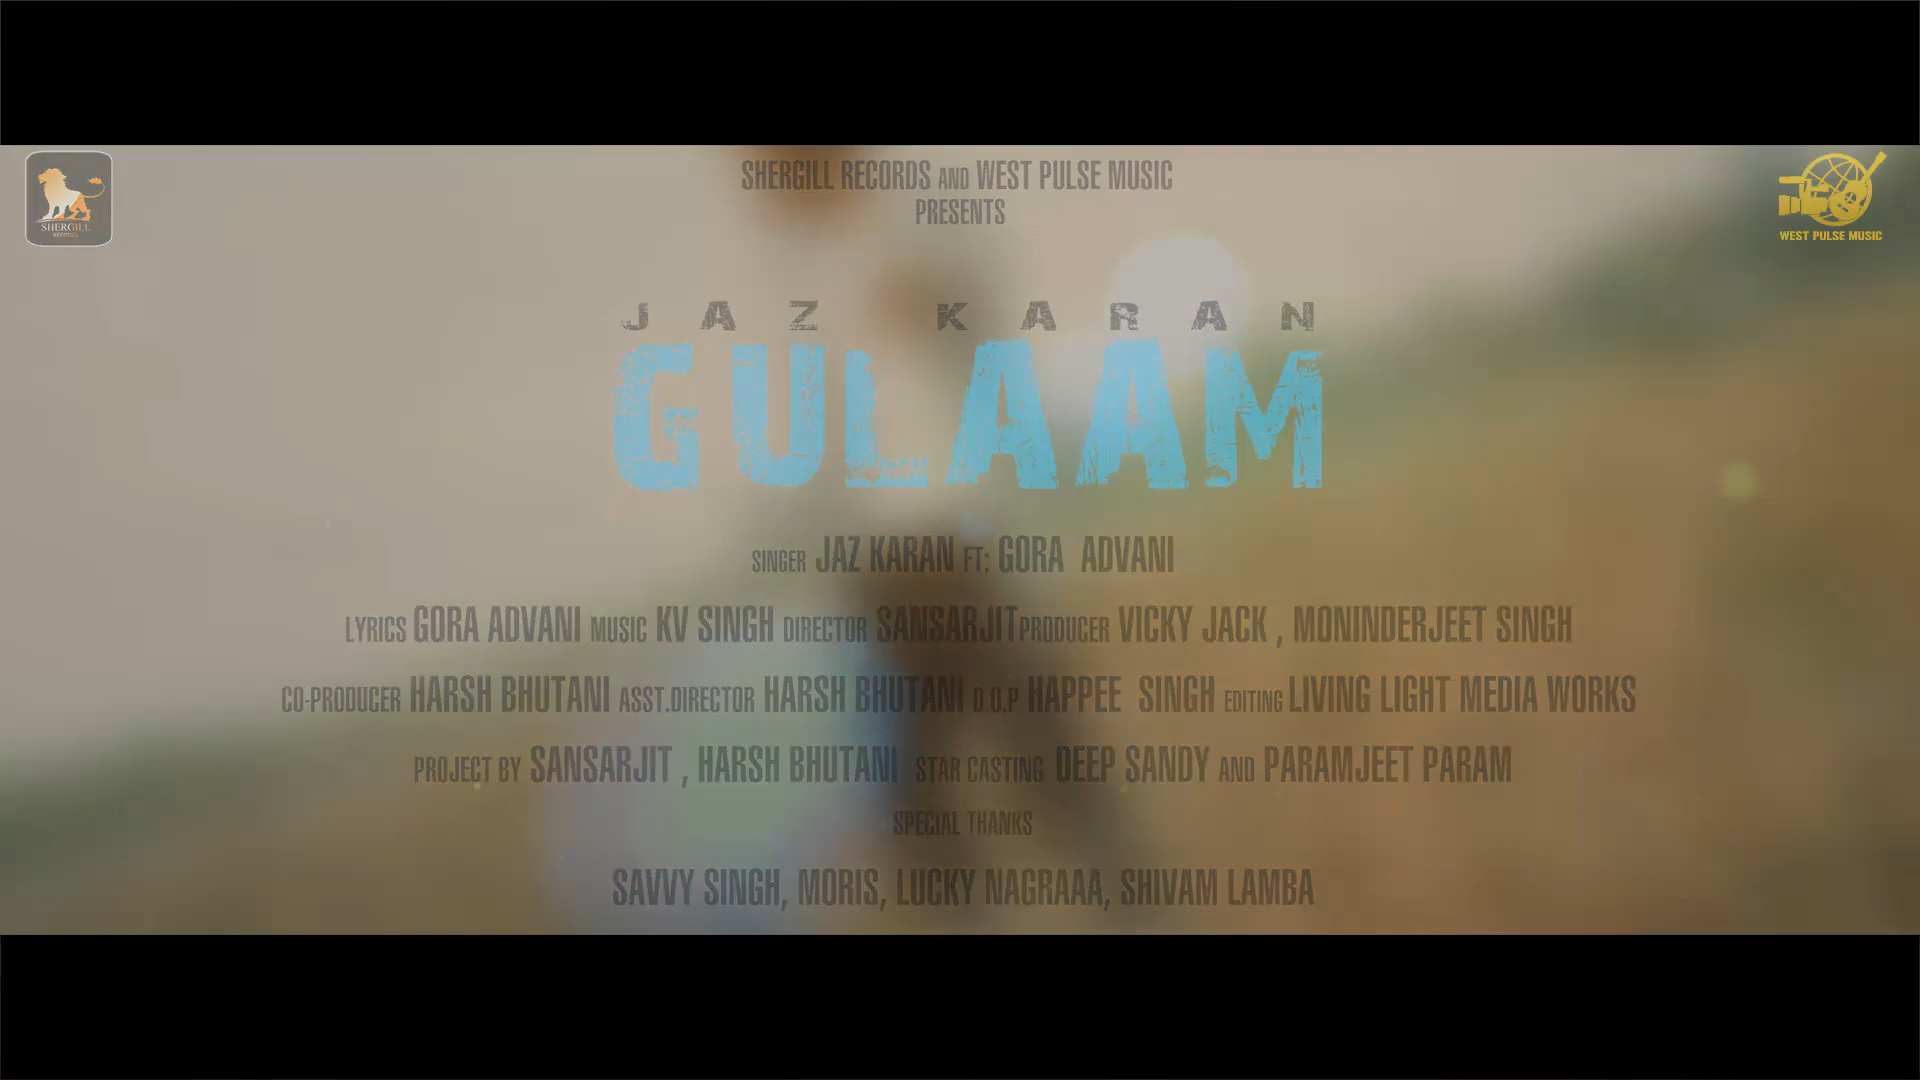 SHERGILL RECORDS AND WEST PULSE MUSIC
PRESENTS
SHERGILL
RECORDS
WEST PULSE MUSIC
JAZ KARAN
GULAAM
SINGER JAZ KARAN FT: GORA ADVANI
LYRICS GORA ADVANI MUSIC KV SINGH DIRECTOR SANSARJIT PRODUCER VICKY JACK , MONINDERJEET SINGH
CO-PRODUCER HARSH BHUTANI ASST.DIRECTOR HARSH BHUTANI D.O.P HAPPEE SINGH EDITING LIVING LIGHT MEDIA WORKS
PROJECT BY SANSARJIT , HARSH BHUTANI STAR CASTING DEEP SANDY AND PARAMJEET PARAM
SPECIAL THANKS
SAVVY SINGH, MORIS, LUCKY NAGRAAA, SHIVAM LAMBA